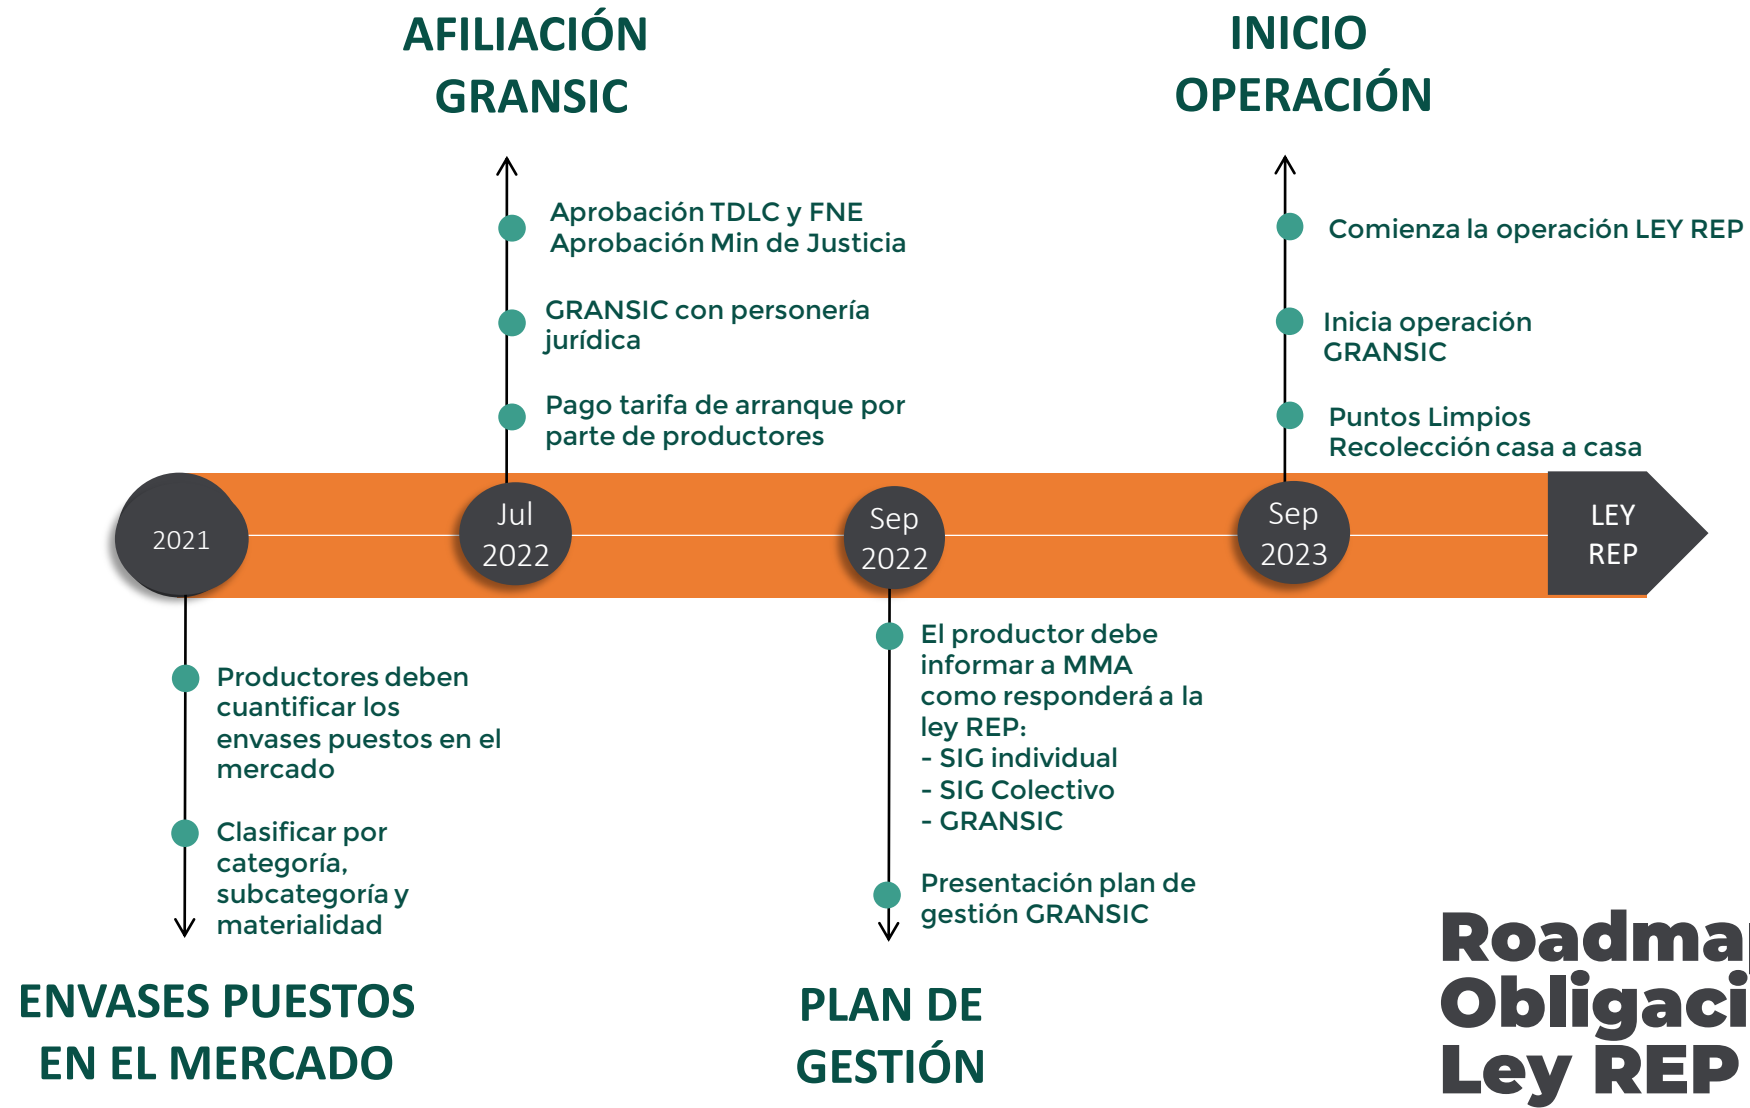 AFILIACIÓN
GRANSIC
Aprobación TDLC y FNE
Aprobación Min de Justicia
GRANSIC con personería
jurídica
Pago tarifa de arranque por
parte de productores
INICIO
OPERACIÓN
Comienza la operación LEY REP
Inicia operación
GRANSIC
Puntos Limpios
Recolección casa a casa
2021
Jul
2022
Sep
2022
Sep
2023
LEY
REP
Productores deben
cuantificar los
envases puestos en el
mercado
Clasificar por
categoría,
subcategoría y
materialidad
ENVASES PUESTOS
EN EL MERCADO
El productor debe
informar a MMA
como responderá a la
ley REP:
- SIG individual
- SIG Colectivo
- GRANSIC
Presentación plan de
gestión GRANSIC
PLAN DE
GESTIÓN
Roadmap
Obligaci
Ley REP